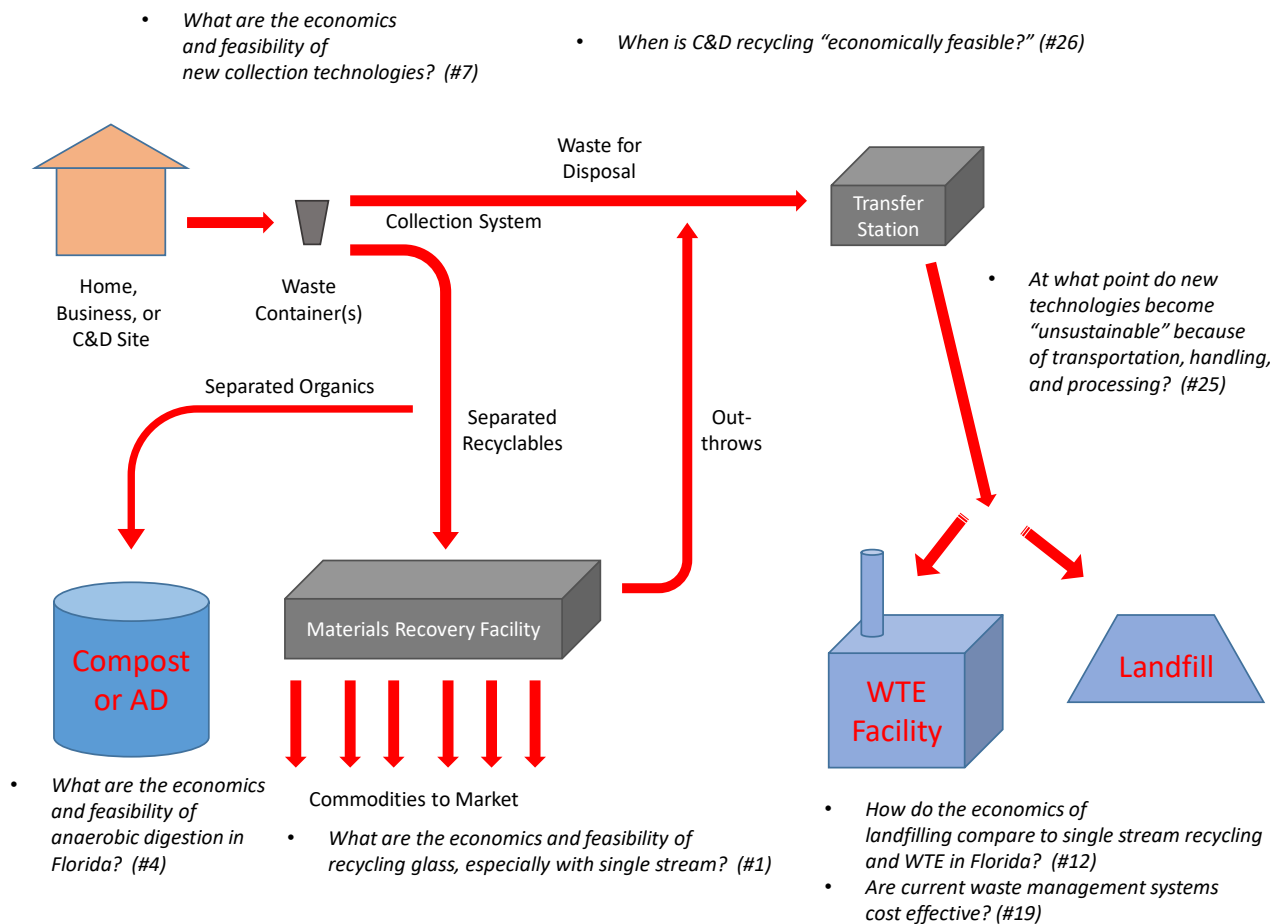 • What are the economics
and feasibility of
new collection technologies? (#7)
• When is C&D recycling “economically feasible?” (#26)
Waste for
Disposal
Collection System
Transfer
Station
Home,
Business, or
C&D Site
Waste
Container(s)
• At what point do new
technologies become
“unsustainable” because
of transportation, handling,
and processing? (#25)
Separated Organics
Separated
Recyclables
Out-
throws
Compost
or AD
Materials Recovery Facility
WTE
Facility
Landfill
• What are the economics
and feasibility of
anaerobic digestion in
Florida? (#4)
Commodities to Market
• What are the economics and feasibility of
recycling glass, especially with single stream? (#1)
• How do the economics of
landfilling compare to single stream recycling
and WTE in Florida? (#12)
• Are current waste management systems
cost effective? (#19)